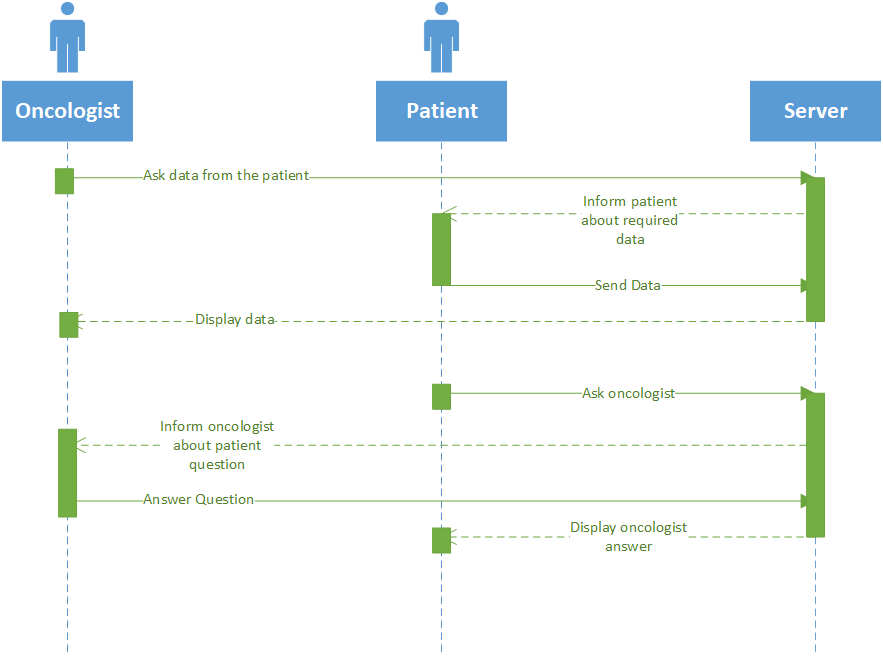 Oncologist
Patient
Server
Ask data from the patient
Inform patient
about required
data
Send Data
Display data
Ask oncologist
Inform oncologist
about patient
question
Answer Question
Display oncologist
answer